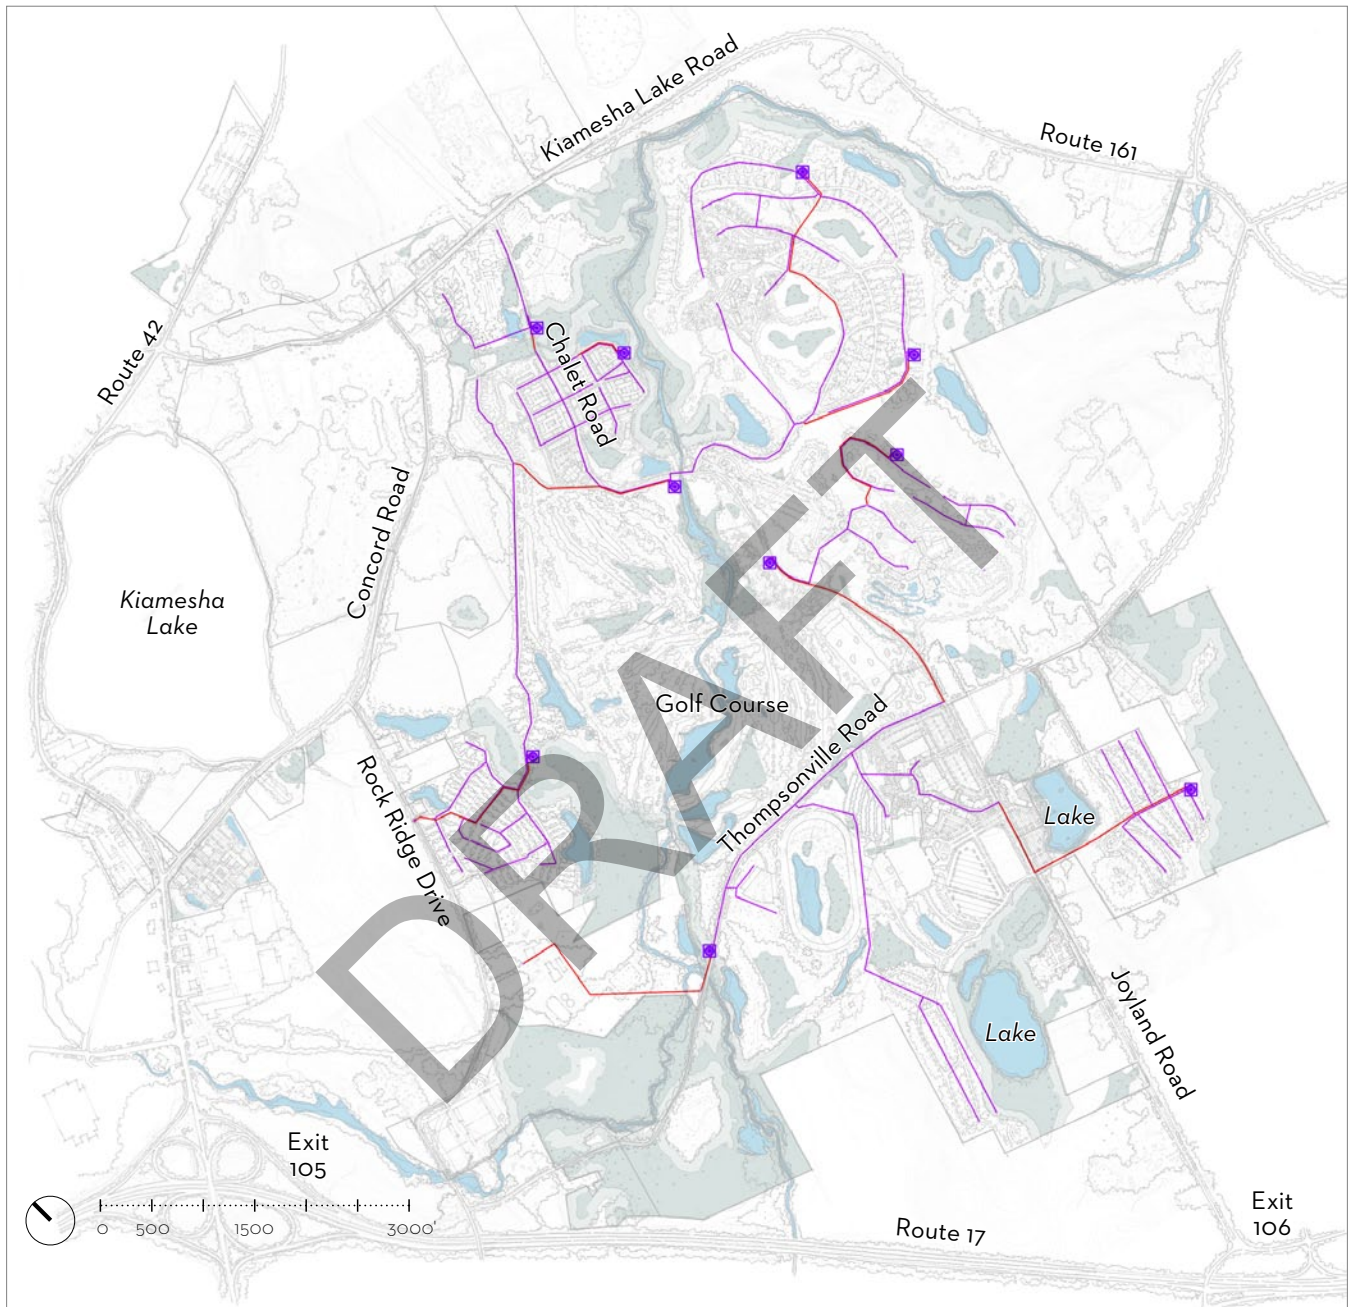 Kiamesha Lake Road
Route 161
Route 42
Chalet Road
Concord Road
Kiamesha
Lake
Golf Course
Thompsonville Road
Rock Ridge Drive
Lake
DRAFT
Joyland Road
Lake
Exit
105
0 500 1500 3000'
Route 17
Exit
106